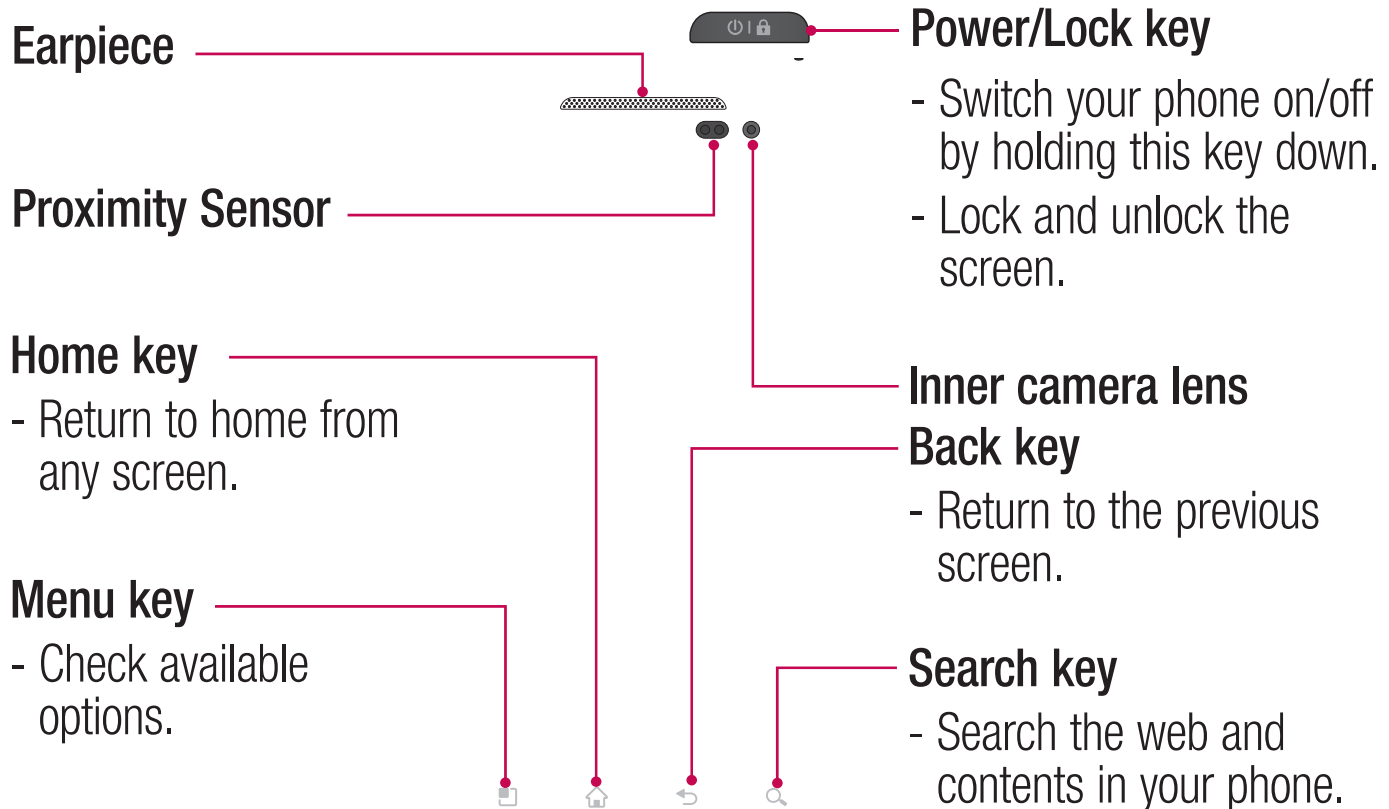 Earpiece
Proximity Sensor
Home key
- Return to home from
any screen.
Menu key
- Check available
options.
Power/Lock key
- Switch your phone on/off
by holding this key down.
- Lock and unlock the
screen.
Inner camera lens
Back key
- Return to the previous
screen.
Search key
- Search the web and
contents in your phone.